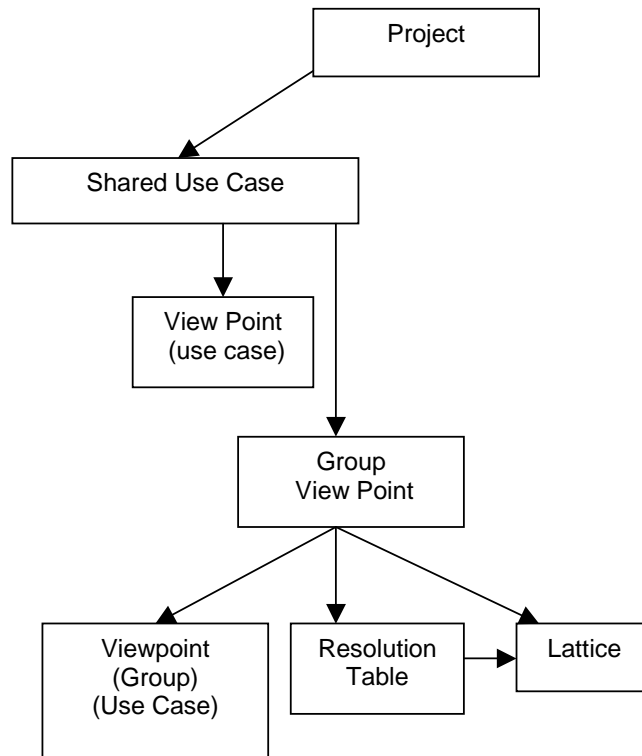 Project
Shared Use Case
View Point
(use case)
Group
View Point
Viewpoint
(Group)
(Use Case)
Resolution
Table
Lattice